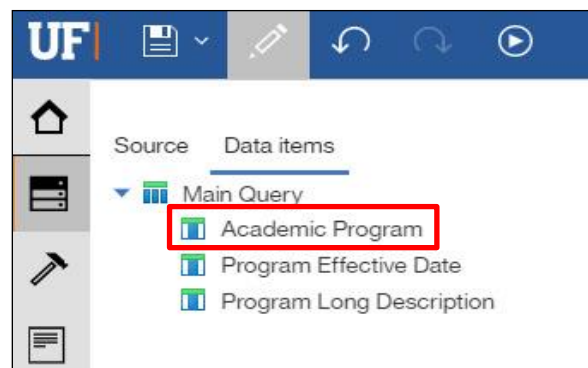 UF
Source Data items
Main Query
Academic Program
Program Effective Date
Program Long Description